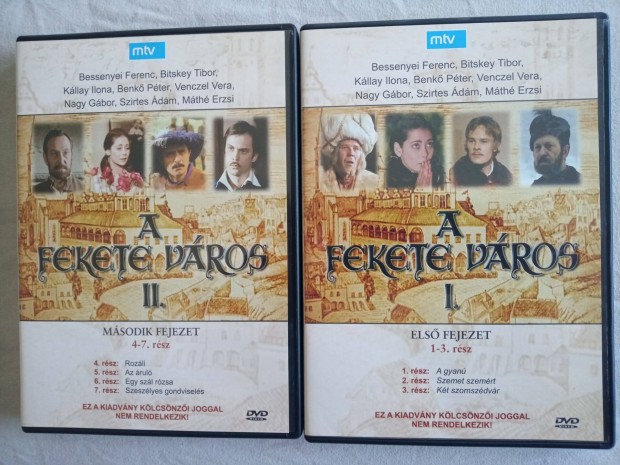 mtv
Bessenyei Ferenc, Bitskey Tibor,
Kállay Ilona, Benkő Péter, Venczel Vera,
Nagy Gábor, Szirtes Ádám, Máthé Erzsi
A
FEKETE VÁROS
II.
MÁSODIK FEJEZET
4-7. rész
4. rész: Rozáli
5. rész: Az áruló
6. rész: Egy szál rózsa
7. rész: Szeszélyes gondviselés
EZ A KIADVÁNY KÖLCSÖNZŐI JOGGAL
NEM RENDELKEZIK!
DVD
VIDEO
mtv
Bessenyei Ferenc, Bitskey Tibor,
Kállay Ilona, Benkő Péter, Venczel Vera,
Nagy Gábor, Szirtes Ádám, Máthé Erzsi
A
FEKETE VÁROS
I.
ELSŐ FEJEZET
1-3. rész
1. rész: A gyanú
2. rész: Szemet szemért
3. rész: Két szomszédvár
EZ A KIADVÁNY KÖLCSÖNZŐI JOGGAL
NEM RENDELKEZIK!
DVD
VIDEO